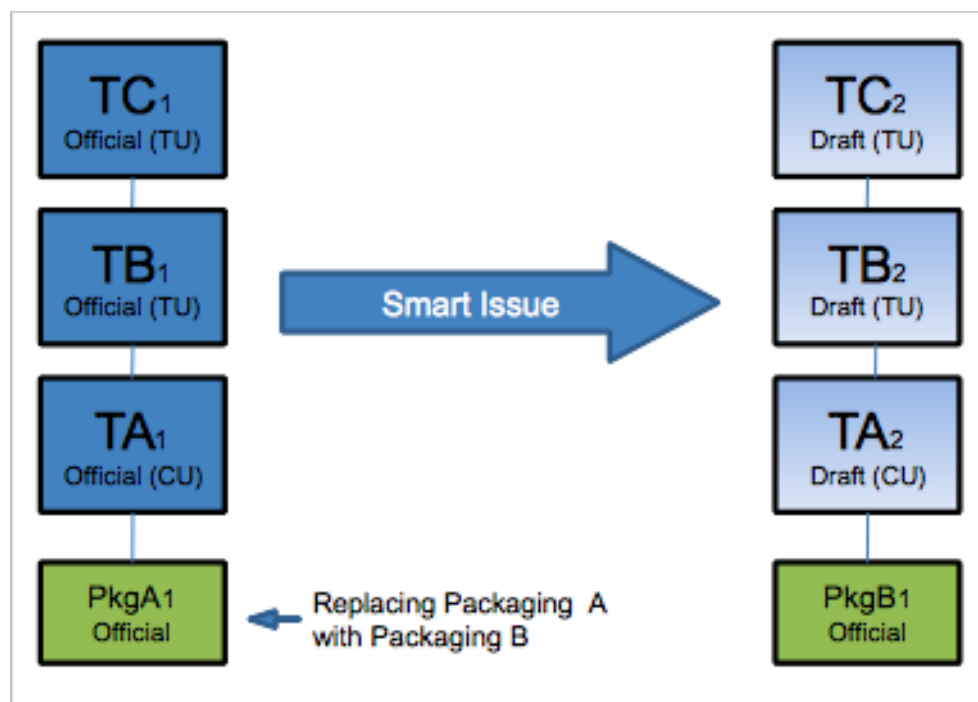 TC1
Official (TU)
TB1
Official (TU)
TA1
Official (CU)
PkgA1
Official
Smart Issue
Replacing Packaging A
with Packaging B
TC2
Draft (TU)
TB2
Draft (TU)
TA2
Draft (CU)
PkgB1
Official